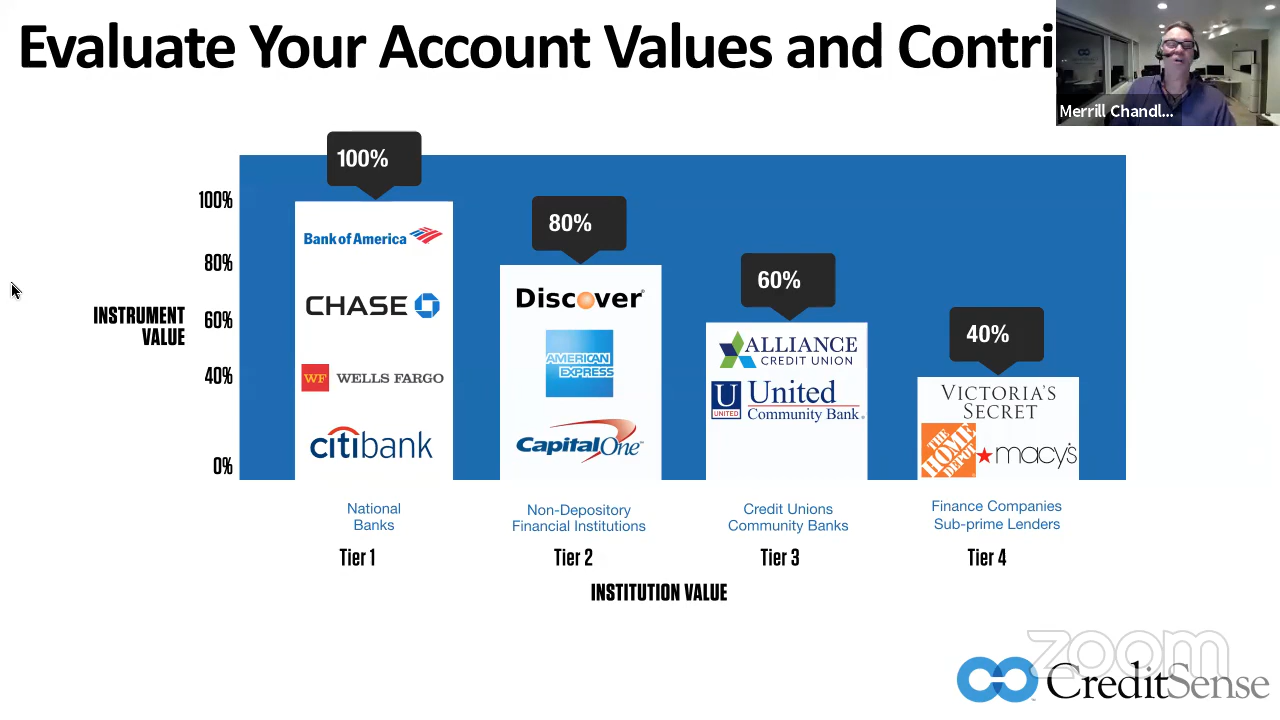 Evaluate Your Account Values and Contri
Merrill Chandl...
100%
80%
60%
40%
100%
80%
60%
40%
0%
INSTRUMENT
VALUE
Bank of America
CHASE
WF WELLS FARGO
citibank
DISCOVER
AMERICAN
EXPRESS
Capital One
ALLIANCE
CREDIT UNION
U UNITED
United
Community Bank®
VICTORIA'S
SECRET
THE
HOME
DEPOT
macy's
National
Banks
Non-Depository
Financial Institutions
Credit Unions
Community Banks
Finance Companies
Sub-prime Lenders
Tier 1
Tier 2
Tier 3
Tier 4
INSTITUTION VALUE
zoom
CreditSense